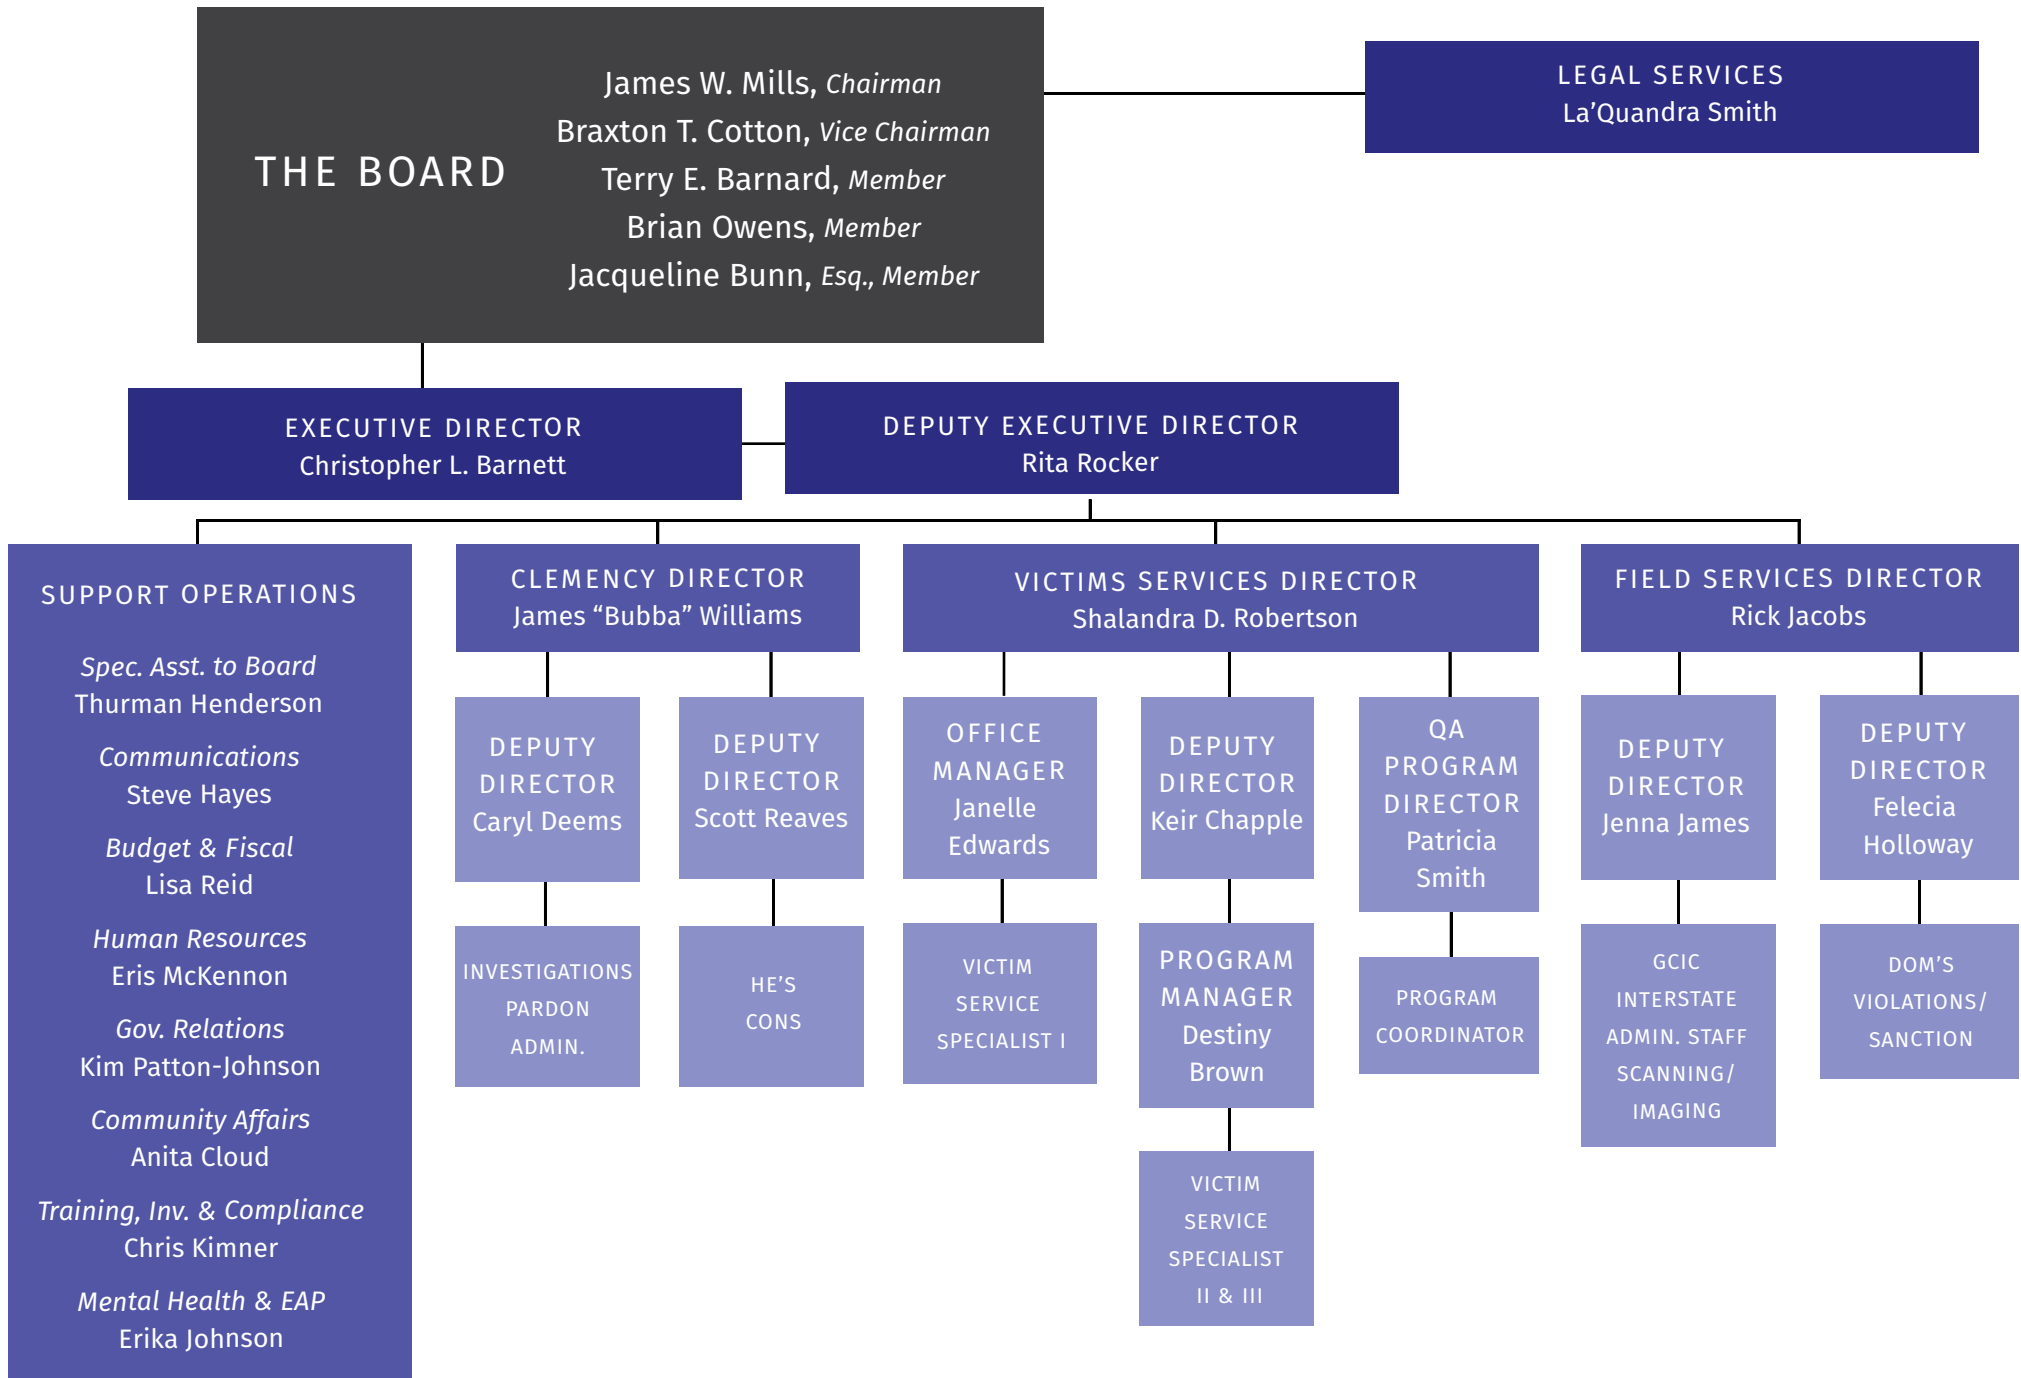 THE BOARD
James W. Mills, Chairman
Braxton T. Cotton, Vice Chairman
Terry E. Barnard, Member
Brian Owens, Member
Jacqueline Bunn, Esq., Member
LEGAL SERVICES
La’Quandra Smith
EXECUTIVE DIRECTOR
Christopher L. Barnett
DEPUTY EXECUTIVE DIRECTOR
Rita Rocker
SUPPORT OPERATIONS
Spec. Asst. to Board
Thurman Henderson
Communications
Steve Hayes
Budget & Fiscal
Lisa Reid
Human Resources
Eris McKennon
Gov. Relations
Kim Patton-Johnson
Community Affairs
Anita Cloud
Training, Inv. & Compliance
Chris Kimner
Mental Health & EAP
Erika Johnson
CLEMENCY DIRECTOR
James “Bubba” Williams
DEPUTY
DIRECTOR
Caryl Deems
INVESTIGATIONS
PARDON
ADMIN.
DEPUTY
DIRECTOR
Scott Reaves
HE’S
CONS
VICTIMS SERVICES DIRECTOR
Shalandra D. Robertson
OFFICE
MANAGER
Janelle
Edwards
VICTIM
SERVICE
SPECIALIST I
DEPUTY
DIRECTOR
Keir Chapple
PROGRAM
MANAGER
Destiny
Brown
VICTIM
SERVICE
SPECIALIST
II & III
QA
PROGRAM
DIRECTOR
Patricia
Smith
PROGRAM
COORDINATOR
FIELD SERVICES DIRECTOR
Rick Jacobs
DEPUTY
DIRECTOR
Jenna James
GCIC
INTERSTATE
ADMIN. STAFF
SCANNING/
IMAGING
DEPUTY
DIRECTOR
Felecia
Holloway
DOM’S
VIOLATIONS/
SANCTION